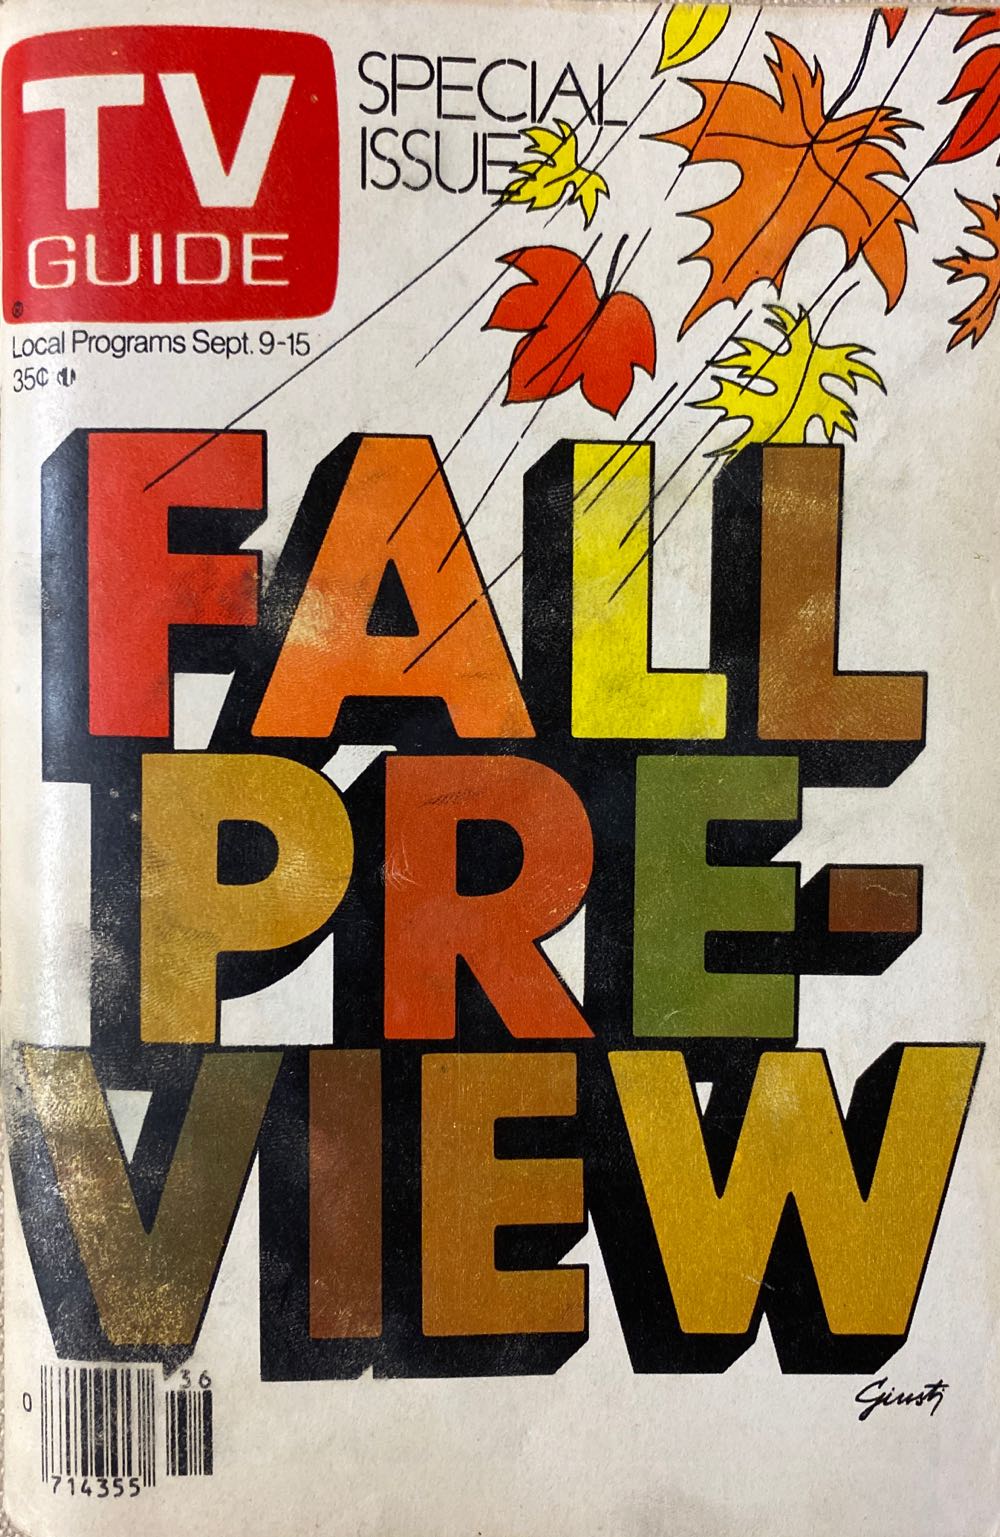 TV
GUIDE
®
SPECIAL
ISSUE
Local Programs Sept. 9-15
35¢
FALL
PRE-
VIEW
Giusti
36
0
714355